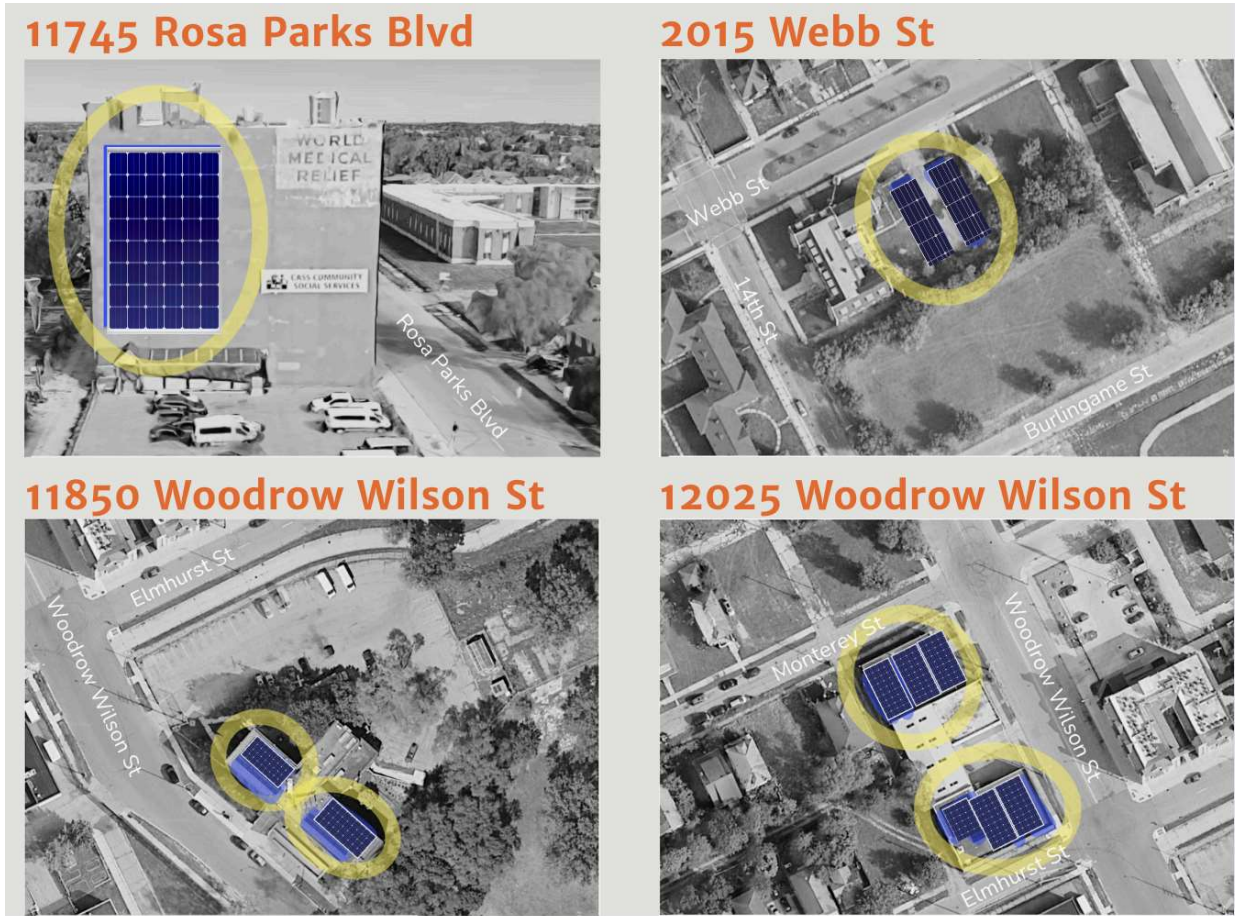 11745 Rosa Parks Blvd
WORLD
MEDICAL
RELIEF
CASS COMMUNITY
SOCIAL SERVICES
Rosa Parks Blvd
2015 Webb St
Webb St
14th St
Burlingame St
11850 Woodrow Wilson St
Elmhurst St
Woodrow Wilson St
12025 Woodrow Wilson St
Monterey St
Woodrow Wilson St
Elmhurst St